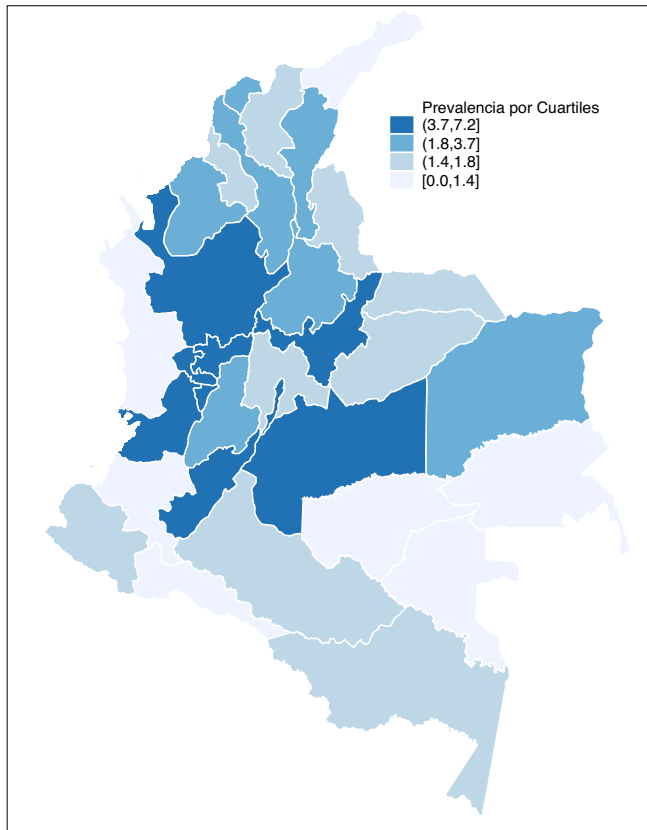 Prevalencia por Cuartiles
(3.7,7.2]
(1.8,3.7]
(1.4,1.8]
[0.0,1.4]